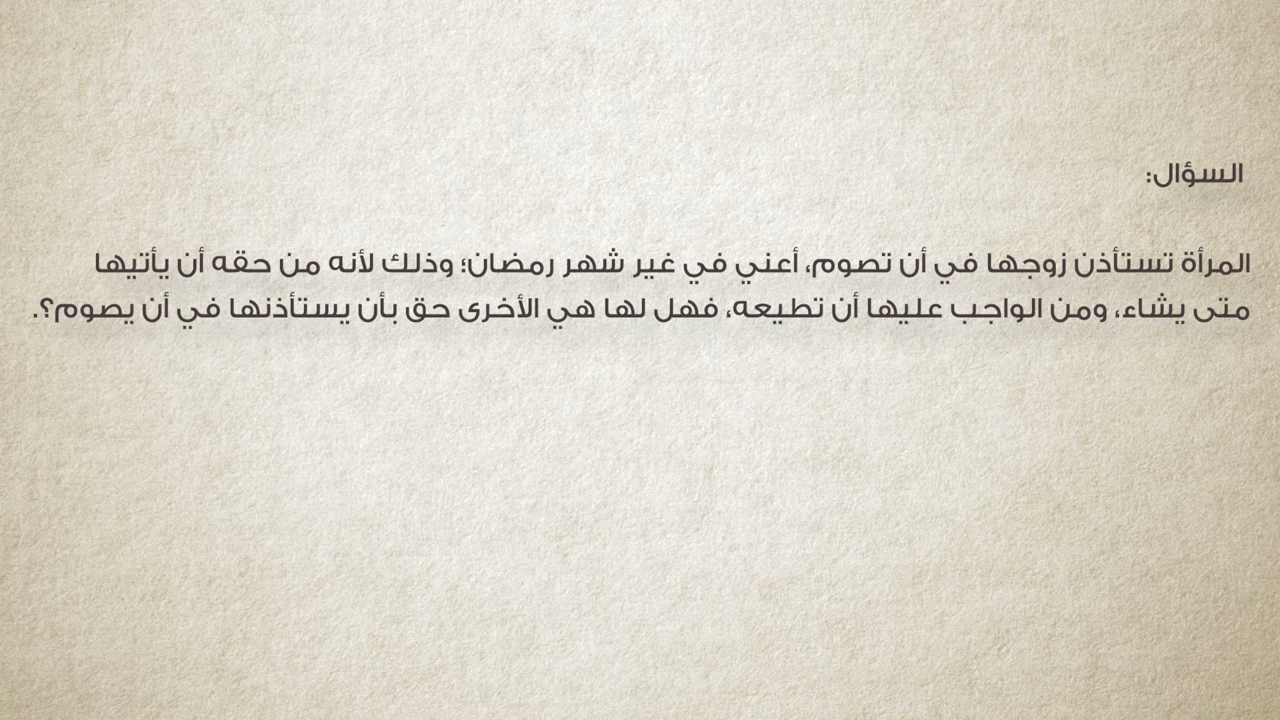 السؤال:
المرأة تستأذن زوجها في أن تصوم، أعني في غير شهر رمضان؛ وذلك لأنه من حقه أن يأتيها
متى يشاء، ومن الواجب عليها أن تطيعه، فهل لها هي الأخرى حق بأن يستأذنها في أن يصوم؟.